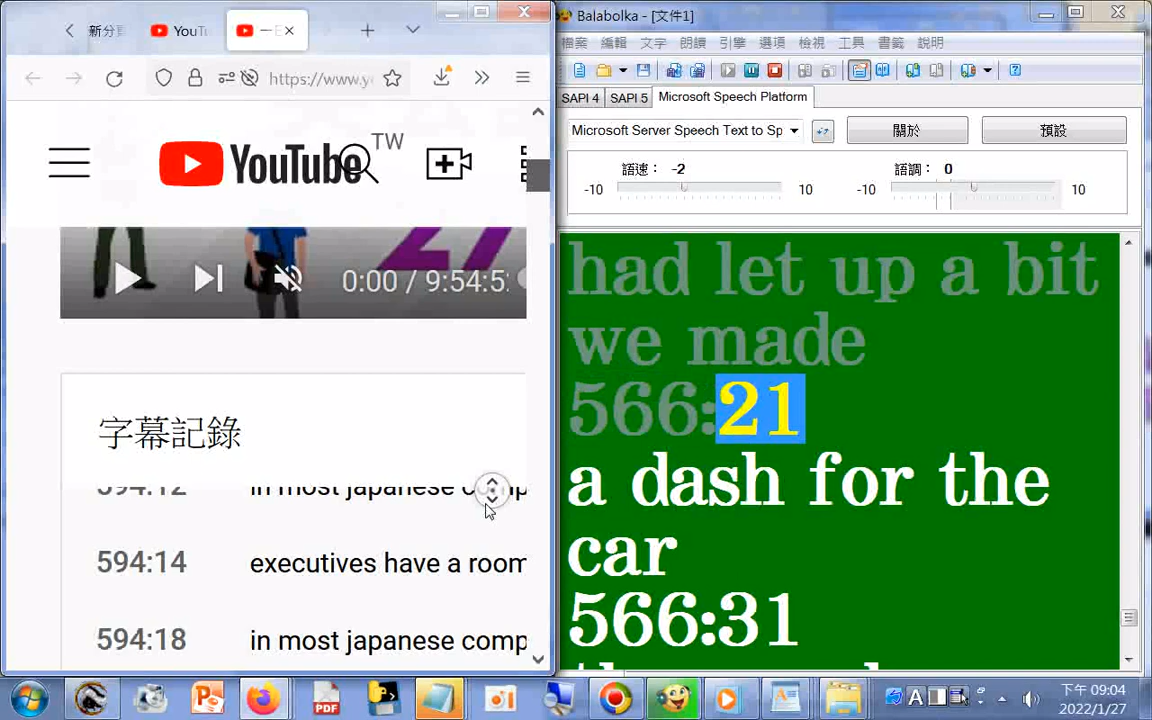 新分
YouTu
一 E
https://www.y
YouTube TW
27
0:00 / 9:54:5
字幕記錄
594:12 in most japanese comp
594:14 executives have a room
594:18 in most japanese comp
Balabolka - [文件1]
檔案 編輯 文字 朗讀 引擎 選項 檢視 工具 書籤 說明
SAPI 4 SAPI 5 Microsoft Speech Platform
Microsoft Server Speech Text to Sp 關於 預設
語速： -2 語調： 0
-10 10 -10 10
had let up a bit
we made
566:21
a dash for the
car
566:31
PDF A
下午 09:04
2022/1/27